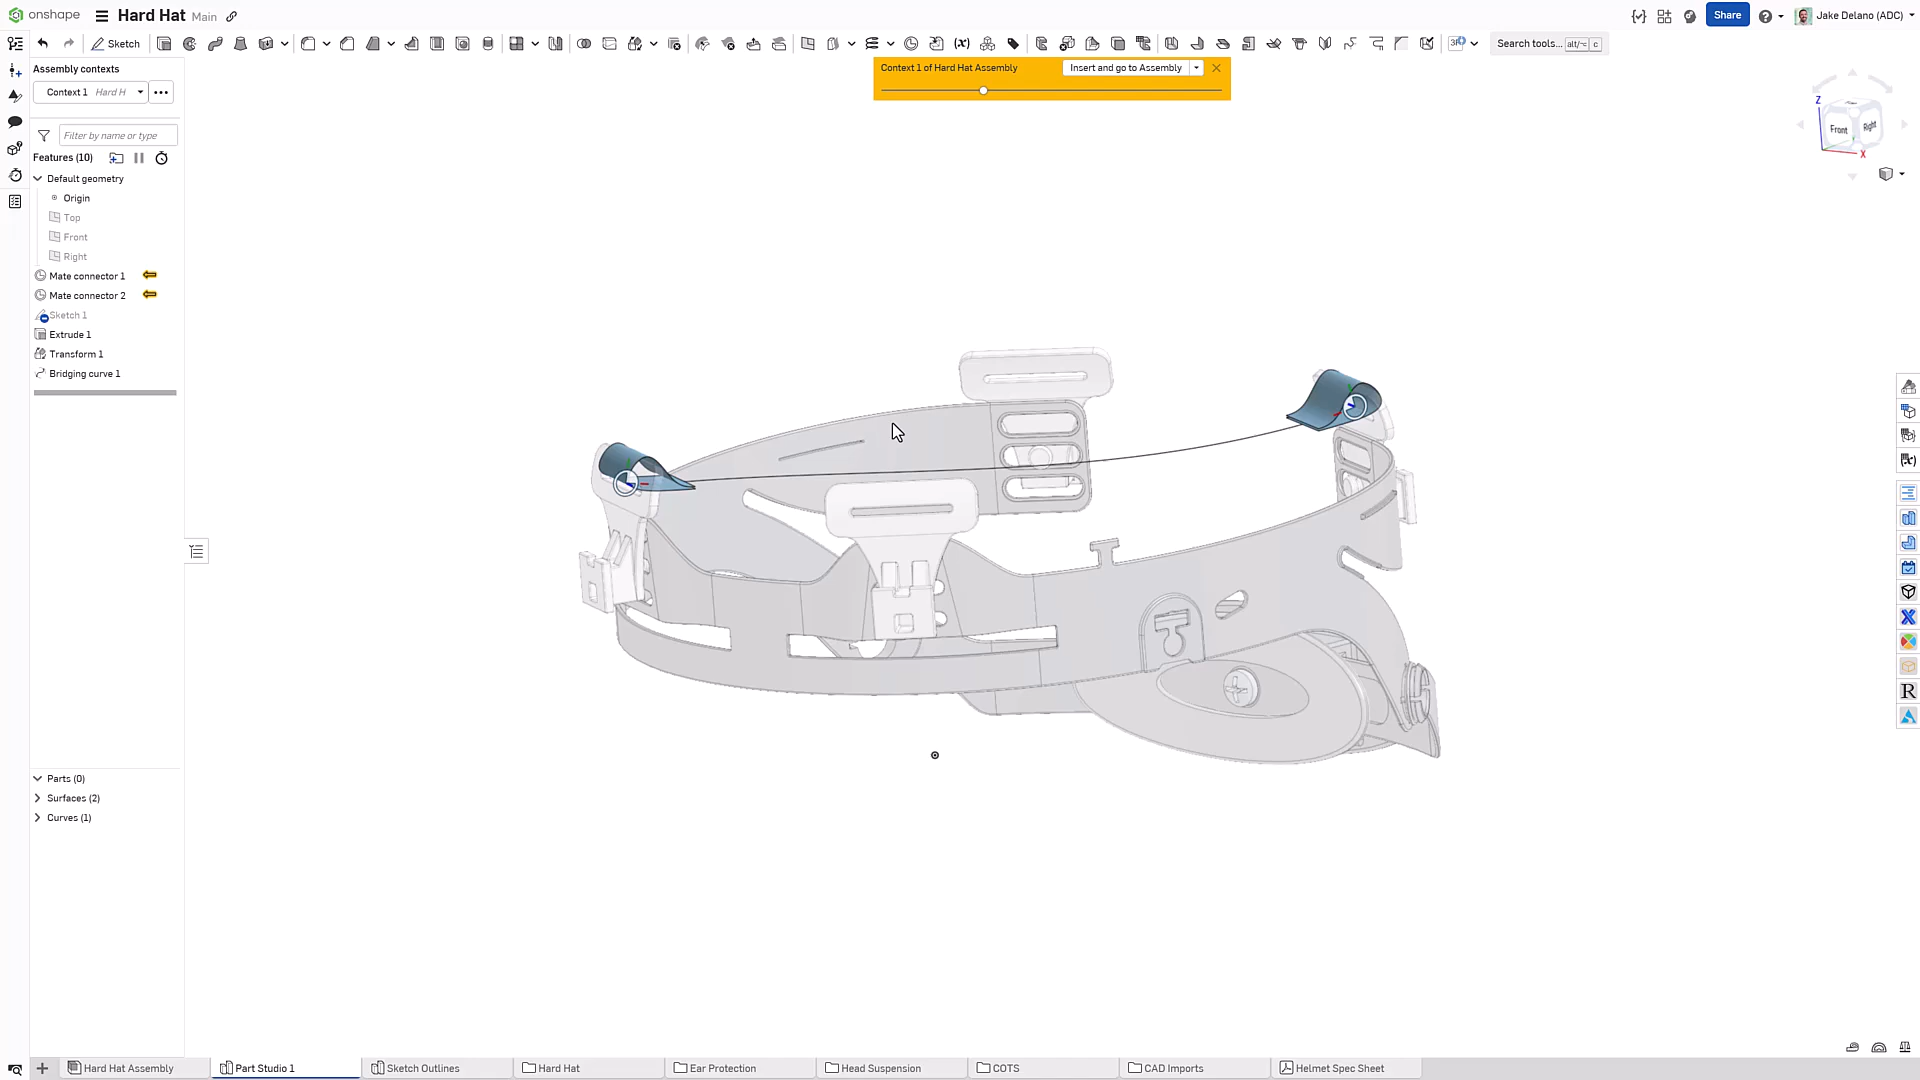 onshape
Hard Hat Main
Share
Jake Delano (ADC)
Sketch
Search tools... alt/⌥ c
Assembly contexts
Context 1 Hard H
Context 1 of Hard Hat Assembly
Insert and go to Assembly
Filter by name or type
Features (10)
Default geometry
Origin
Top
Front
Right
Mate connector 1
Mate connector 2
Sketch 1
Extrude 1
Transform 1
Bridging curve 1
Z
Front
Right
X
Parts (0)
Surfaces (2)
Curves (1)
Hard Hat Assembly
Part Studio 1
Sketch Outlines
Hard Hat
Ear Protection
Head Suspension
COTS
CAD Imports
Helmet Spec Sheet